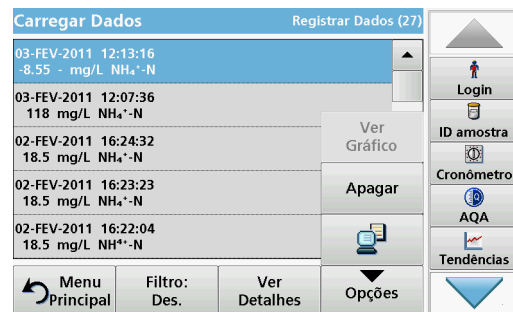 Carregar Dados
Registrar Dados (27)
03-FEV-2011 12:13:16
-8.55 - mg/L NH₄⁺-N
03-FEV-2011 12:07:36
118 mg/L NH₄⁺-N
02-FEV-2011 16:24:32
18.5 mg/L NH₄⁺-N
02-FEV-2011 16:23:23
18.5 mg/L NH₄⁺-N
02-FEV-2011 16:22:04
18.5 mg/L NH⁴⁺-N
Ver
Gráfico
Apagar
Menu
Principal
Filtro:
Des.
Ver
Detalhes
Opções
Login
ID amostra
Cronômetro
AQA
Tendências